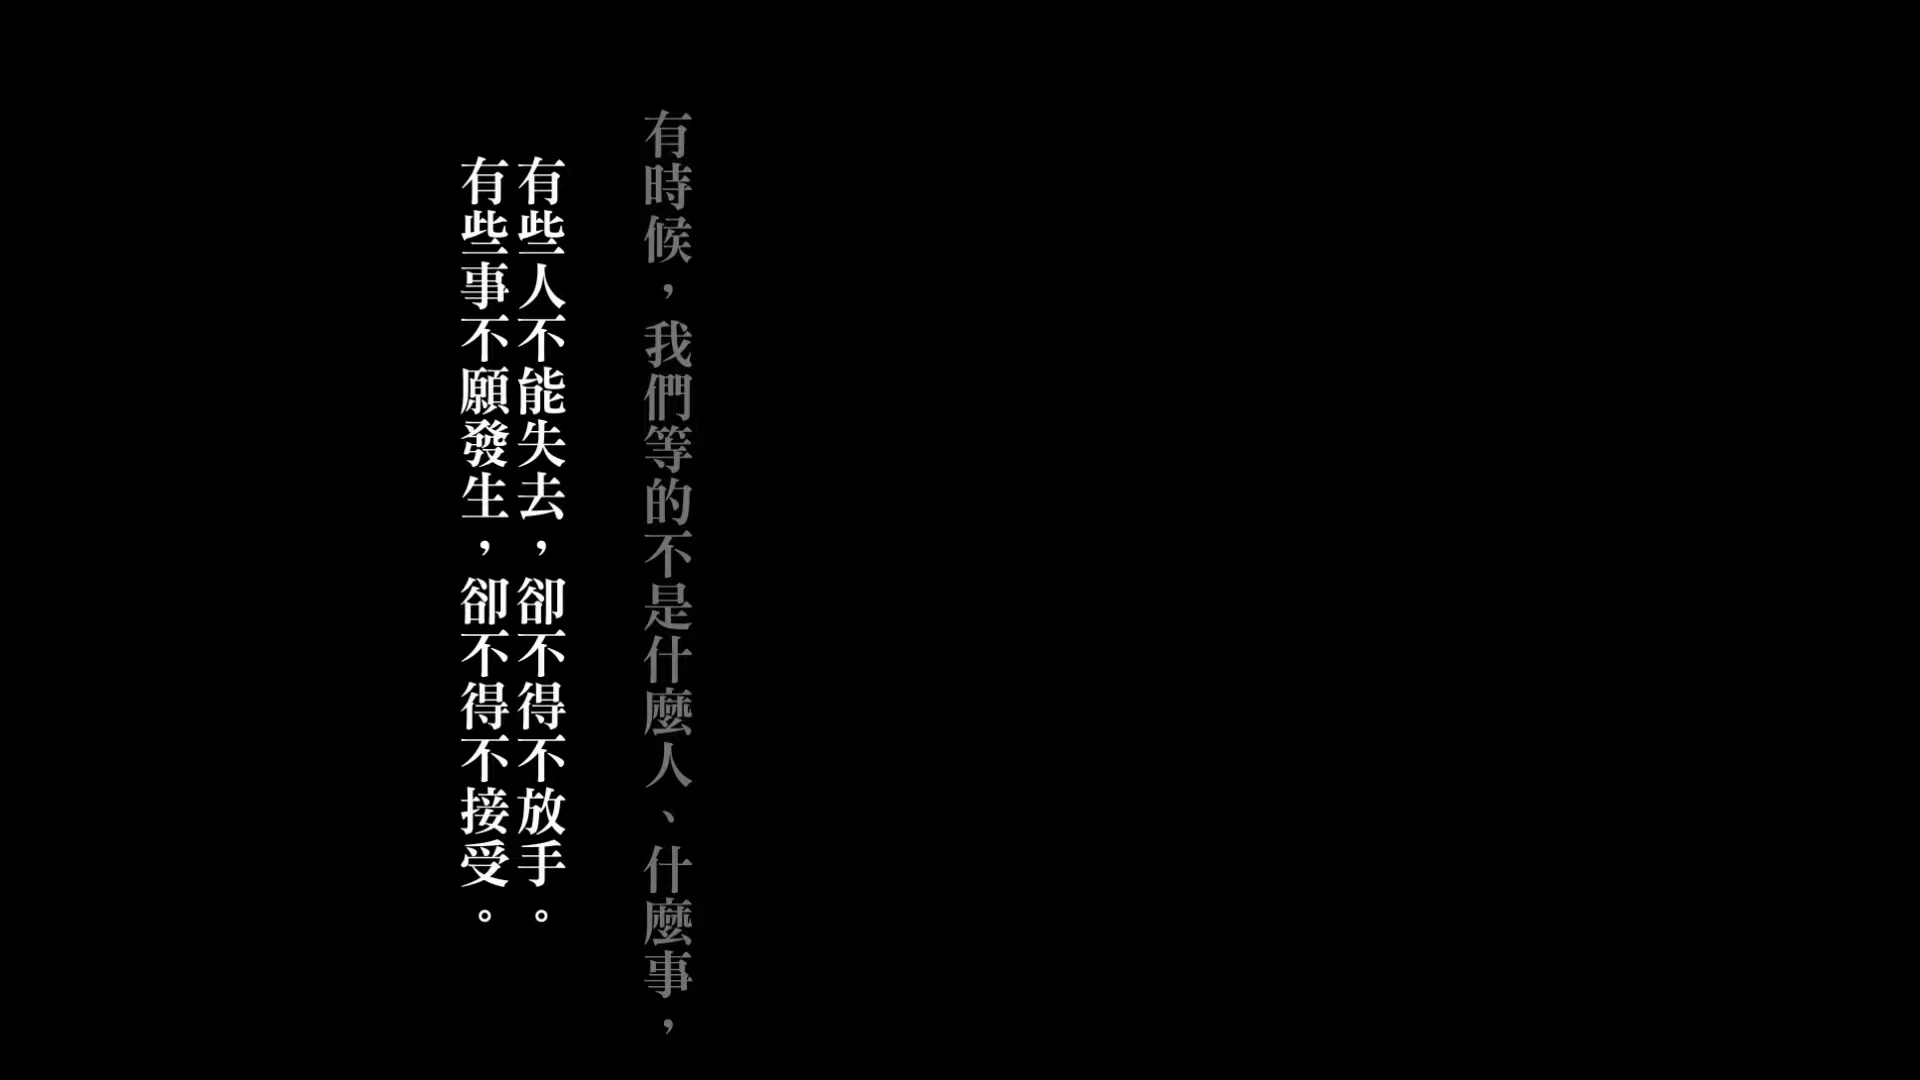 有時候，我們等的不是什麼人、什麼事，
有些人不能失去，卻不得不放手。
有些事不願發生，卻不得不接受。